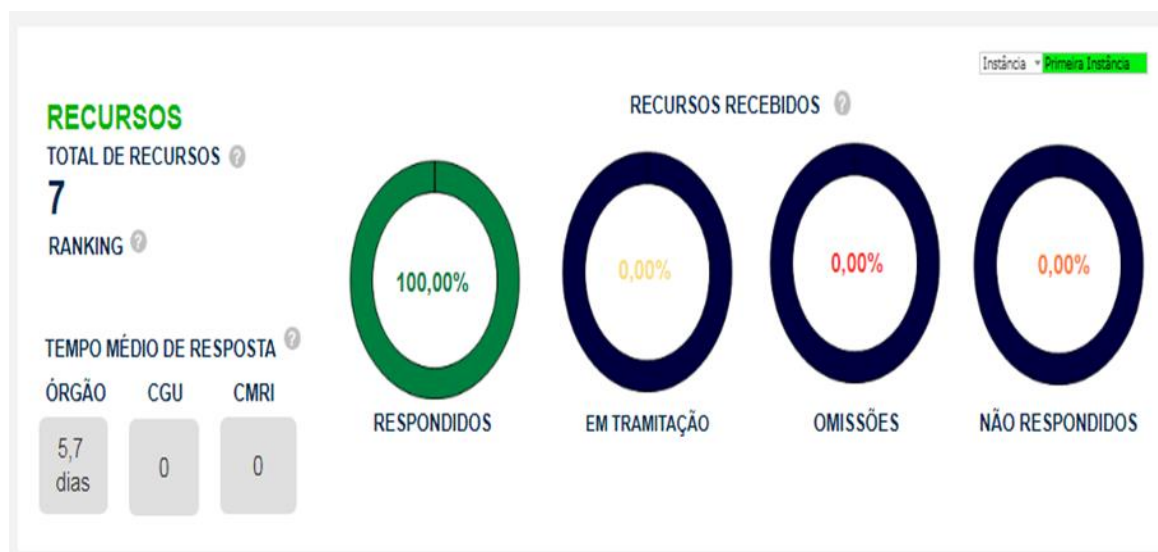 Instância Primeira Instância
RECURSOS
TOTAL DE RECURSOS ?
7
RANKING ?
TEMPO MÉDIO DE RESPOSTA ?
ÓRGÃO CGU CMRI
5,7
dias
0
0
RECURSOS RECEBIDOS ?
100,00% 0,00% 0,00% 0,00%
RESPONDIDOS EM TRAMITAÇÃO OMISSÕES NÃO RESPONDIDOS